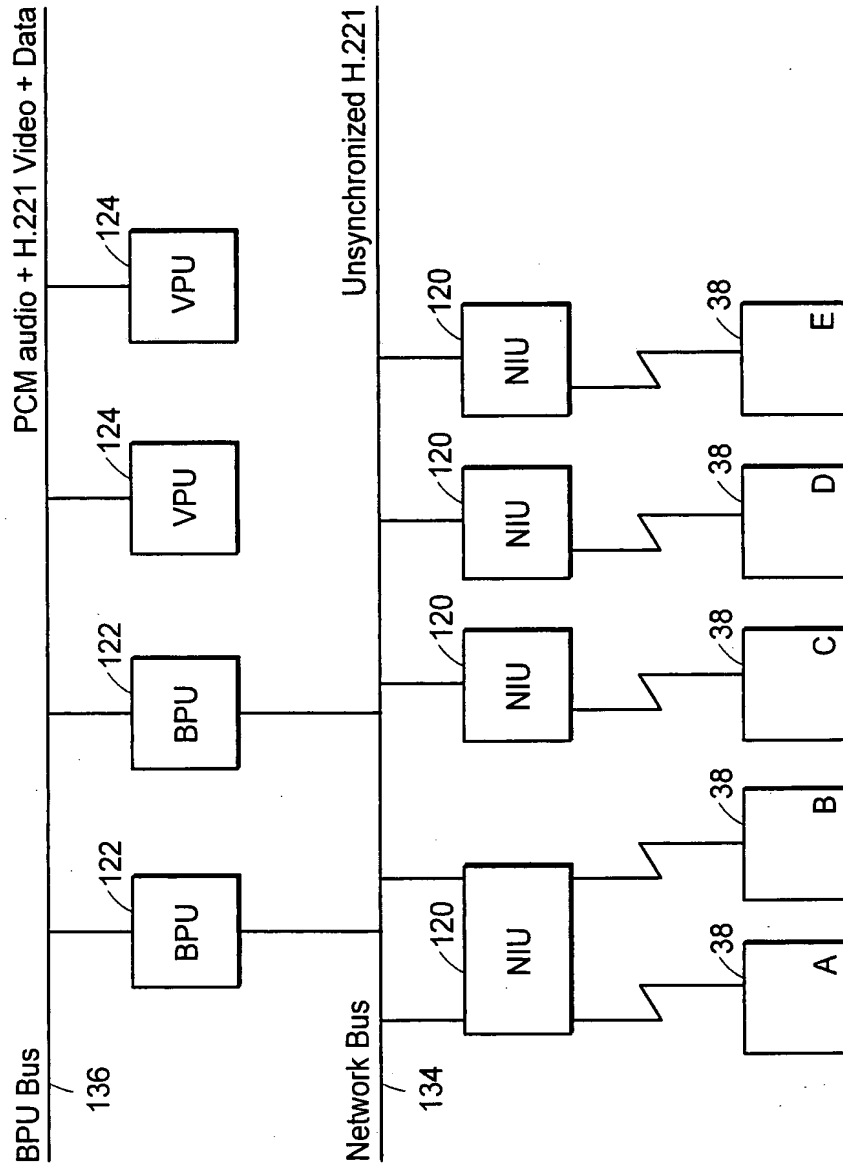 BPU Bus
PCM audio + H.221 Video + Data
136
122
122
124
124
BPU
BPU
VPU
VPU
Network Bus
Unsynchronized H.221
134
120
120
120
120
NIU
NIU
NIU
NIU
38
38
38
38
38
A
B
C
D
E